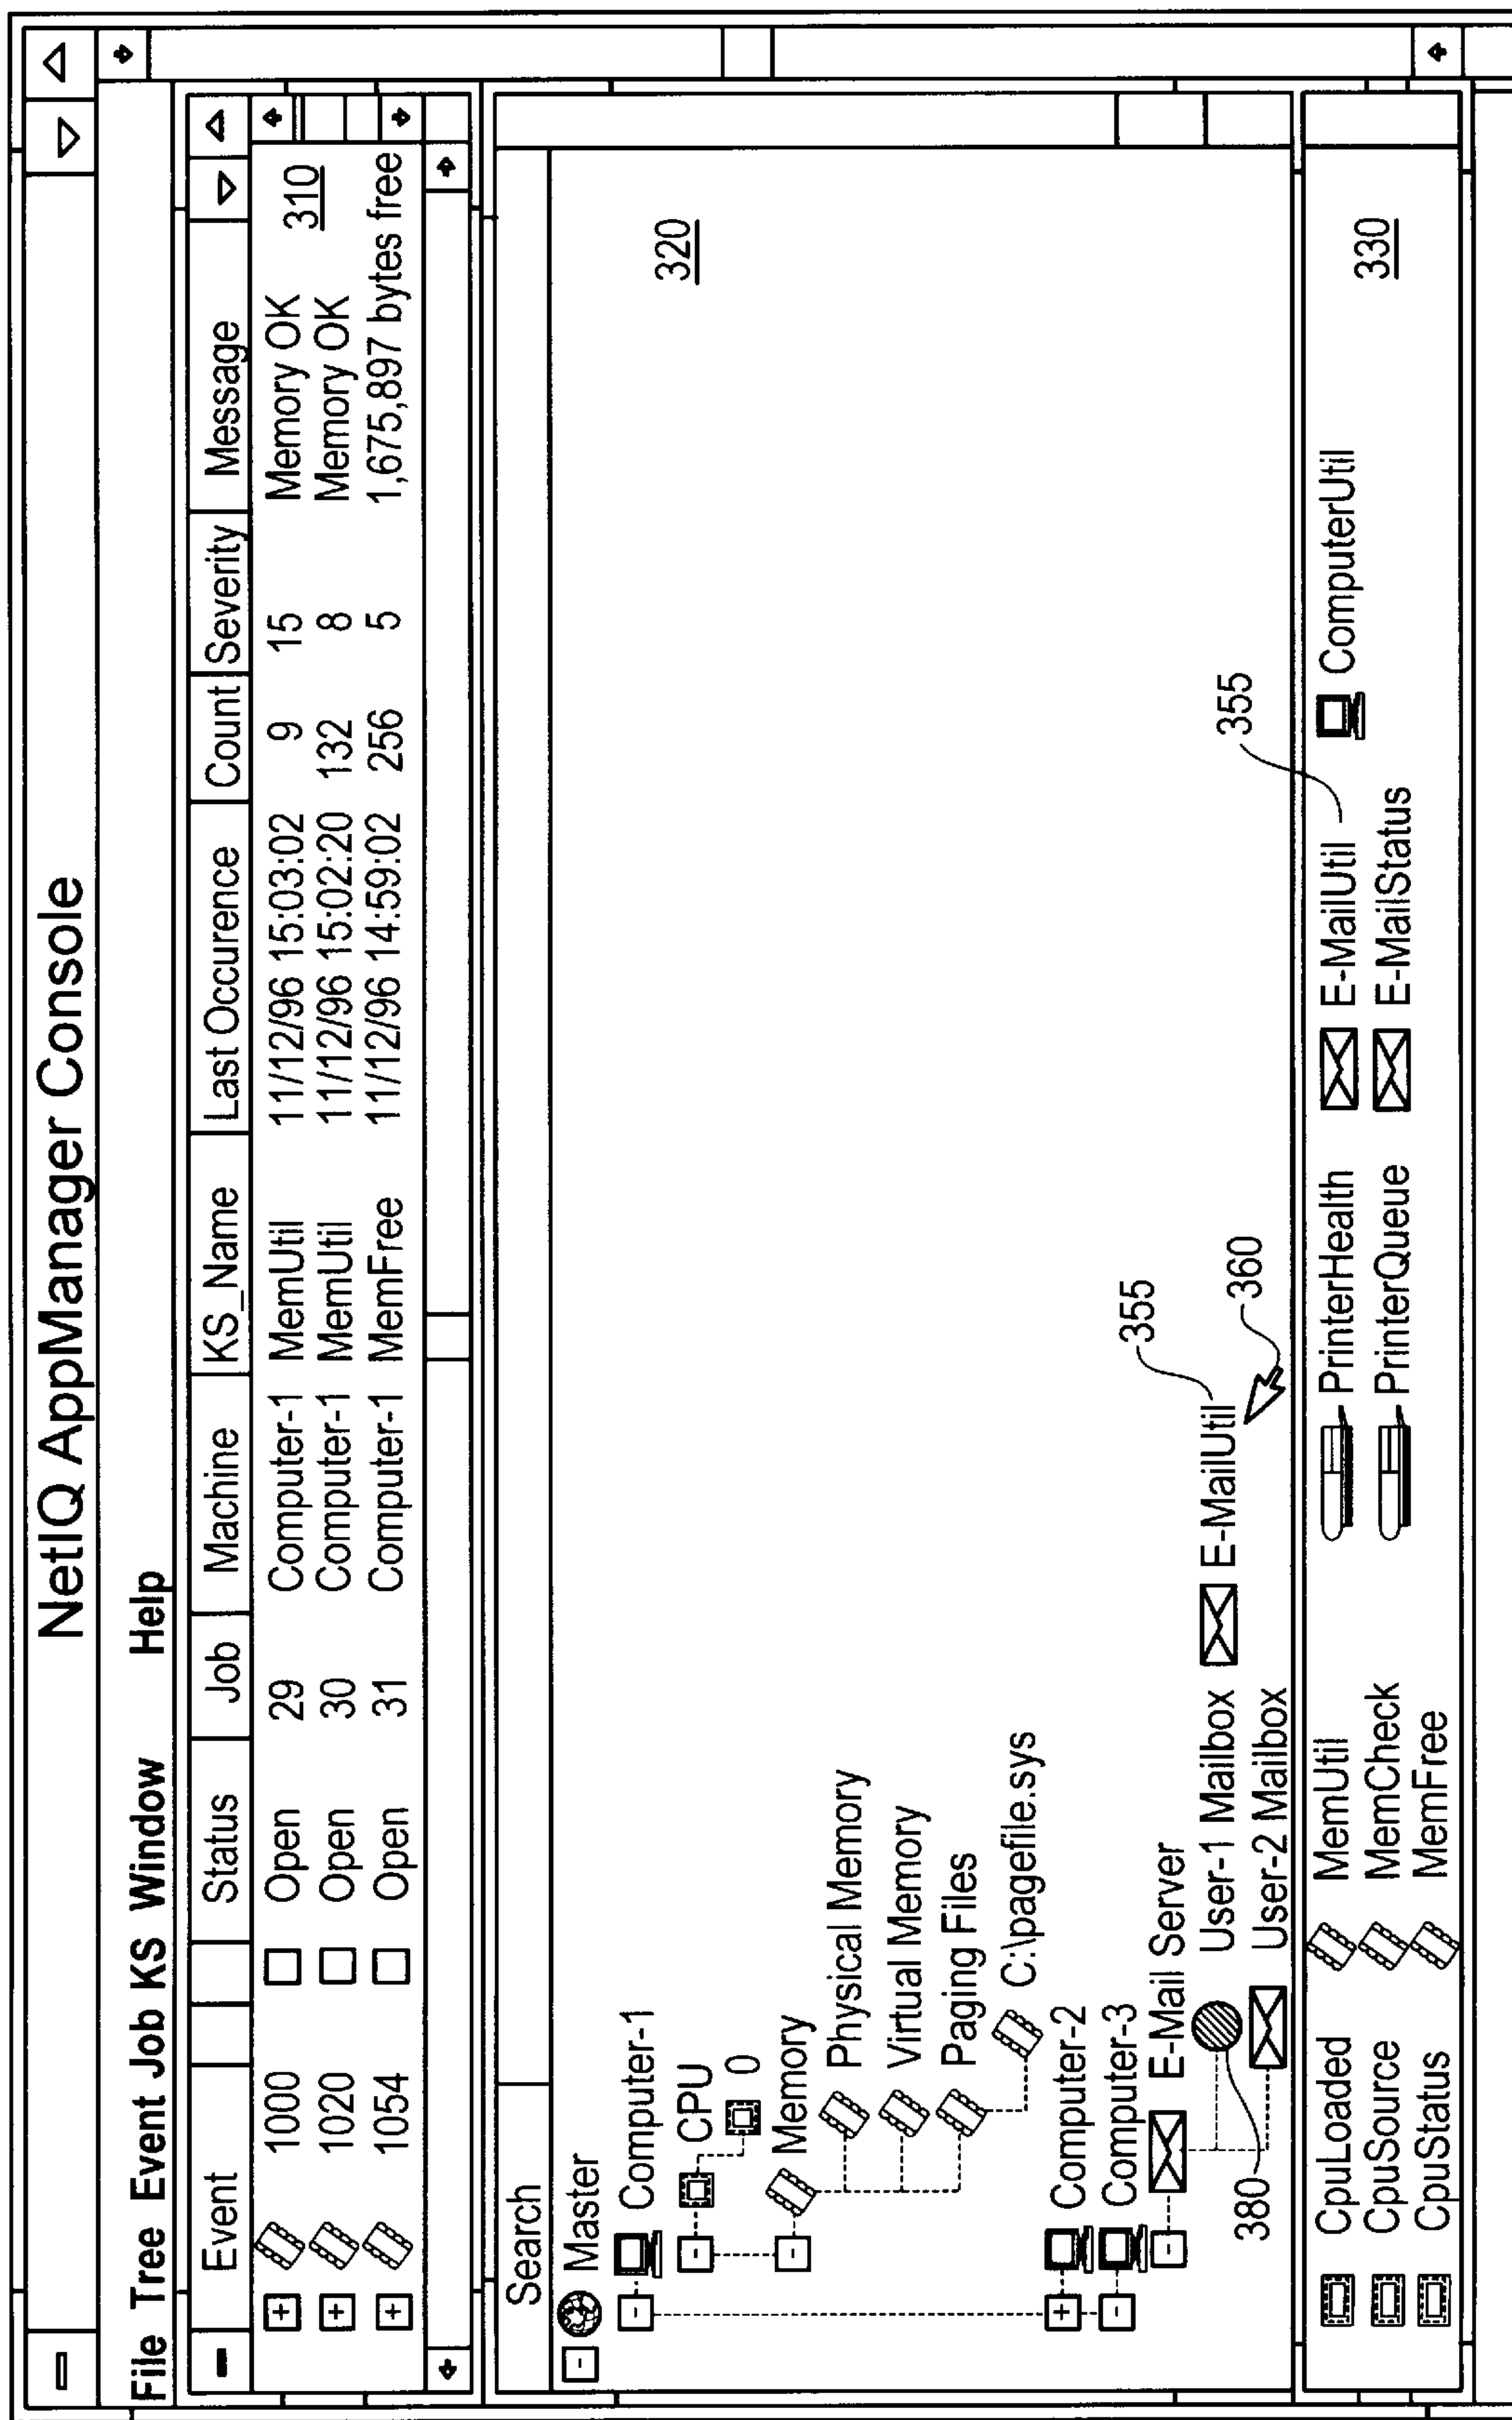 NetIQ AppManager Console
File Tree Event Job KS Window Help
Event Status Job Machine KS_Name Last Occurence Count Severity Message
+ 1000 Open 29 Computer-1 MemUtil 11/12/96 15:03:02 9 15 Memory OK
310
+ 1020 Open 30 Computer-1 MemUtil 11/12/96 15:02:20 132 8 Memory OK
+ 1054 Open 31 Computer-1 MemFree 11/12/96 14:59:02 256 5 1,675,897 bytes free
Search
- Master
320
- Computer-1
- CPU
0
- Memory
Physical Memory
Virtual Memory
Paging Files
C:\pagefile.sys
+ Computer-2
- Computer-3
355
- E-Mail Server
User-1 Mailbox E-MailUtil
360
355
380
User-2 Mailbox
CpuLoaded MemUtil PrinterHealth E-MailUtil ComputerUtil
CpuSource MemCheck PrinterQueue E-MailStatus
330
CpuStatus MemFree